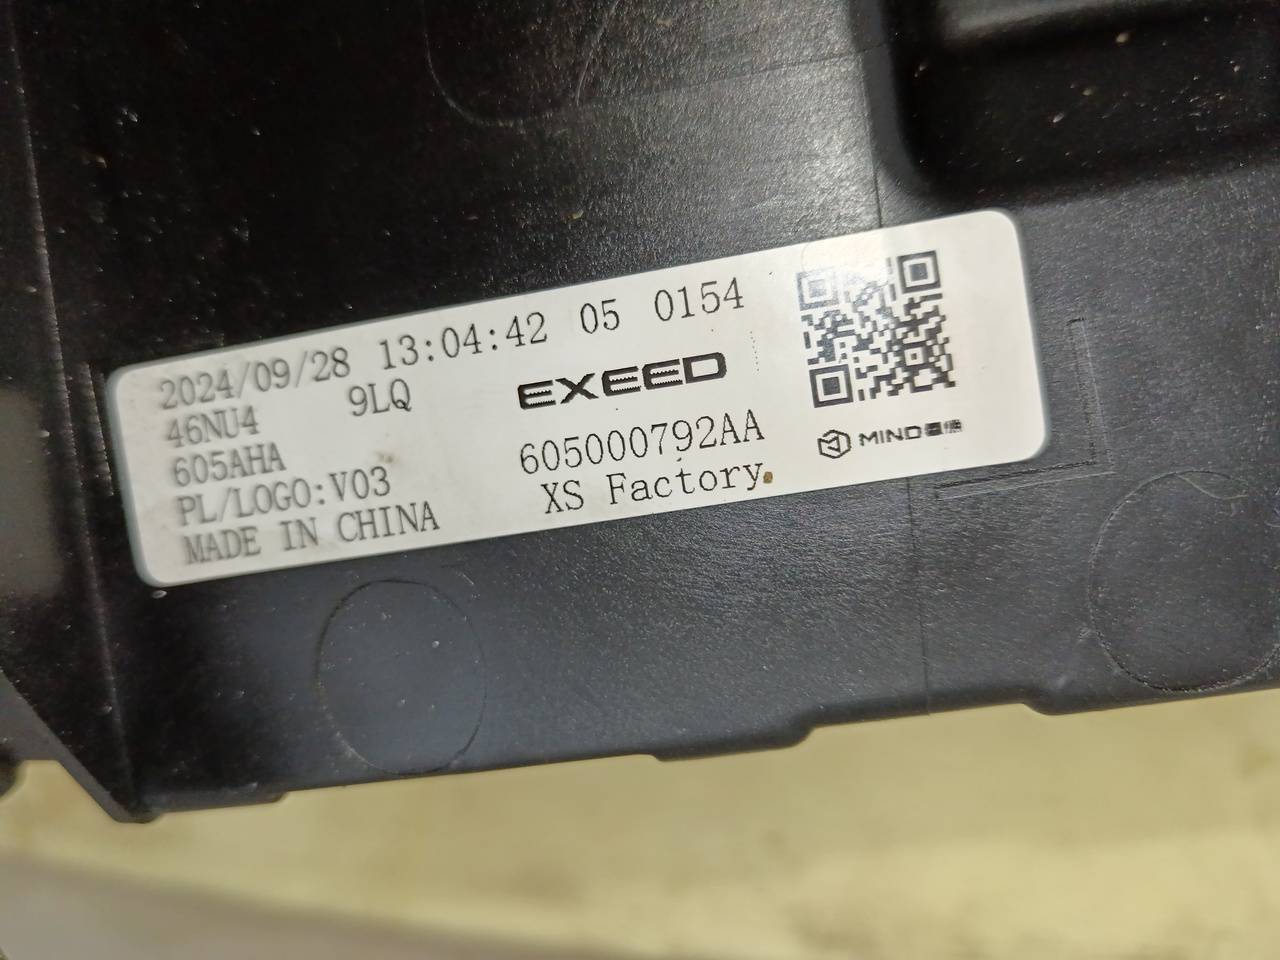 2024/09/28 13:04:42 05 0154
46NU4 9LQ EXEED
605AHA 605000792AA
PL/LOGO:V03 XS Factory
MADE IN CHINA
MIND